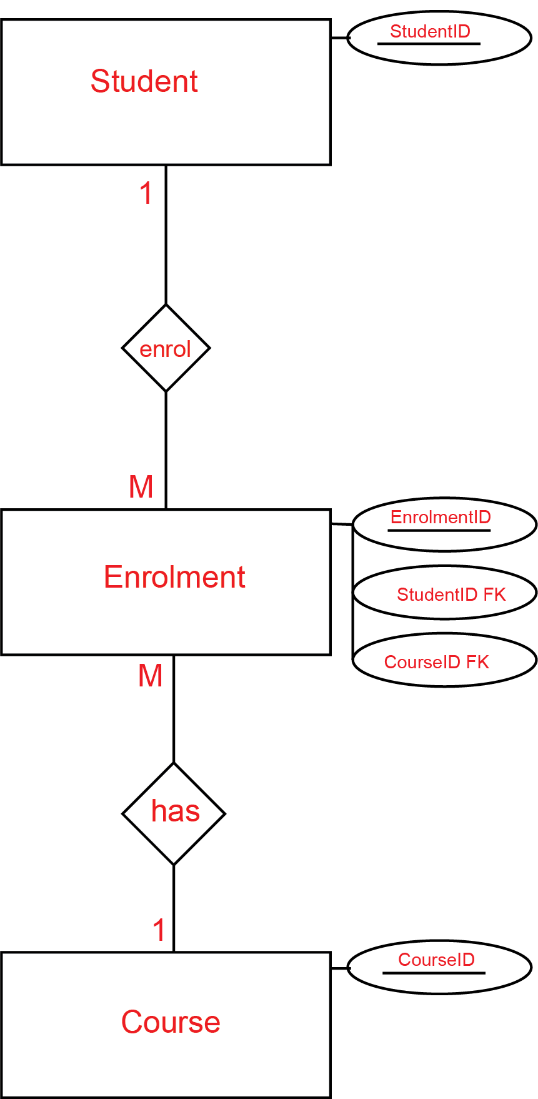 StudentID
Student
1
enrol
M
EnrolmentID
Enrolment
StudentID FK
CourseID FK
M
has
1
CourseID
Course